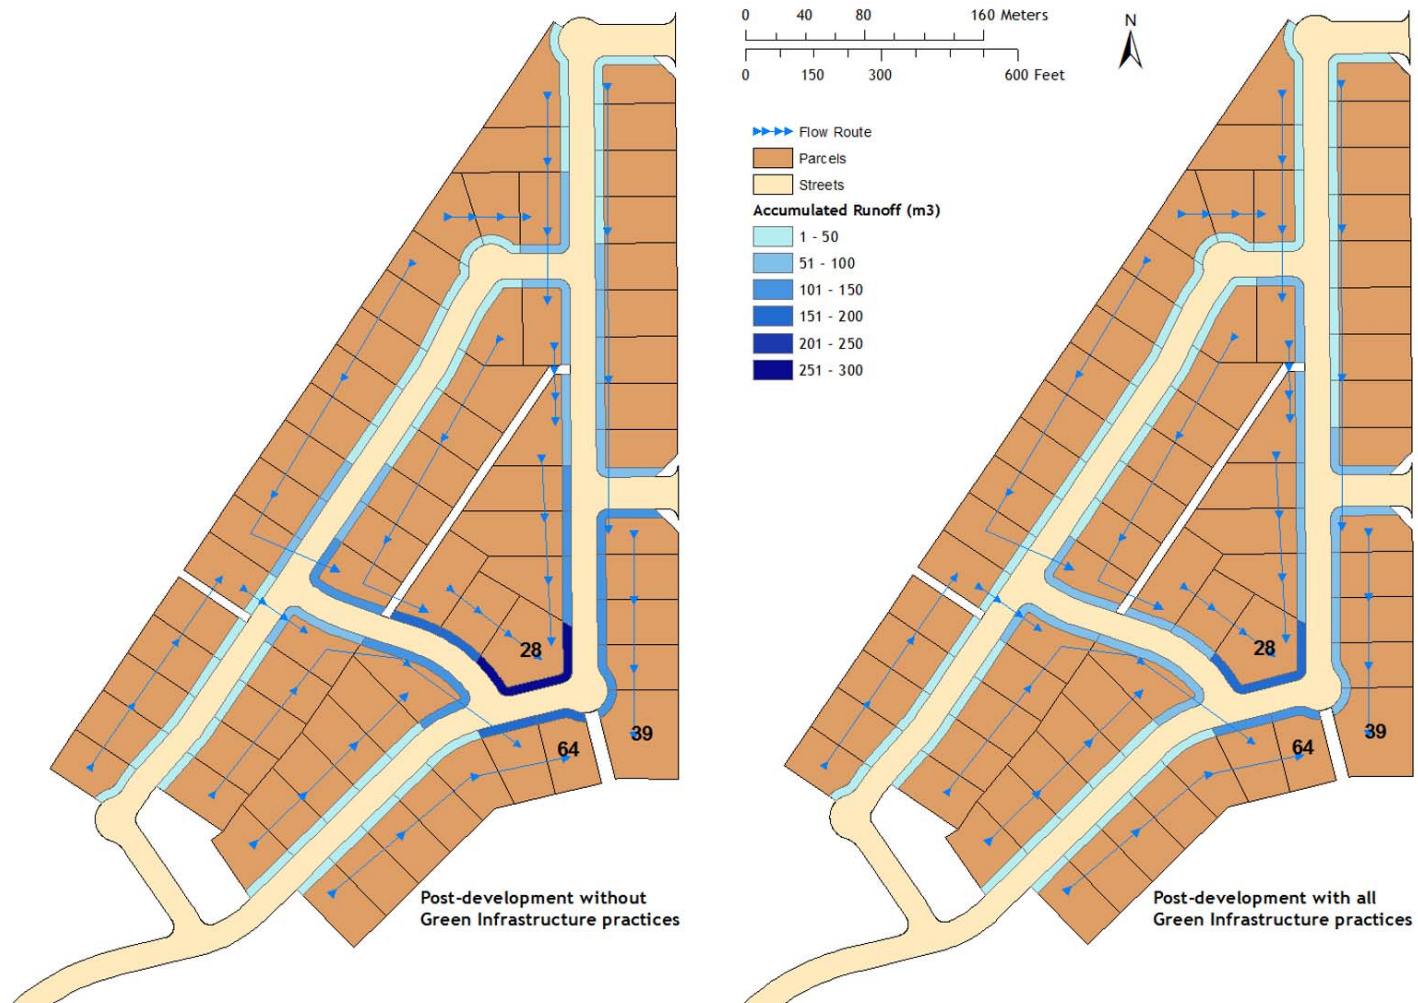 0 40 80 160 Meters
0 150 300 600 Feet
N
Flow Route
Parcels
Streets
Accumulated Runoff (m3)
1 - 50
51 - 100
101 - 150
151 - 200
201 - 250
251 - 300
28
39
64
Post-development without
Green Infrastructure practices
28
39
64
Post-development with all
Green Infrastructure practices